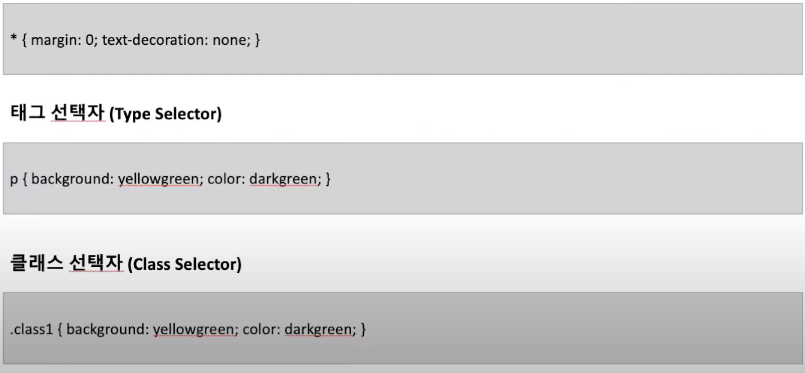 * { margin: 0; text-decoration: none; }
태그 선택자 (Type Selector)
p { background: yellowgreen; color: darkgreen; }
클래스 선택자 (Class Selector)
.class1 { background: yellowgreen; color: darkgreen; }